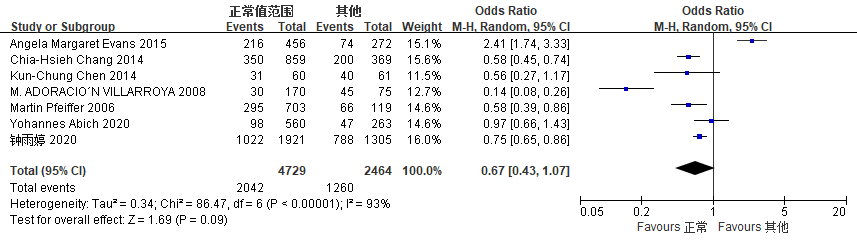 正常值范围 其他 Odds Ratio Odds Ratio
Study or Subgroup Events Total Events Total Weight M-H, Random, 95% CI M-H, Random, 95% CI
Angela Margaret Evans 2015 216 456 74 272 15.1% 2.41 [1.74, 3.33]
Chia-Hsieh Chang 2014 350 859 200 369 15.8% 0.58 [0.45, 0.74]
Kun-Chung Chen 2014 31 60 40 61 11.2% 0.56 [0.27, 1.17]
M. ADORACIO´N VILLARROYA 2008 30 170 45 75 12.3% 0.14 [0.08, 0.26]
Martin Pfeiffer 2006 295 703 66 119 14.5% 0.58 [0.39, 0.86]
Yohannes Abich 2020 98 560 47 263 14.6% 0.97 [0.66, 1.43]
钟雨婷 2020 1022 1921 788 1305 16.4% 0.75 [0.65, 0.86]
Total (95% CI) 4729 2464 100.0% 0.67 [0.43, 1.07]
Total events 2042 1260
Heterogeneity: Tau² = 0.34; Chi² = 86.47, df = 6 (P < 0.00001); I² = 93%
Test for overall effect: Z = 1.69 (P = 0.09)
0.05 0.2 1 5 20
Favours 正常 Favours 其他